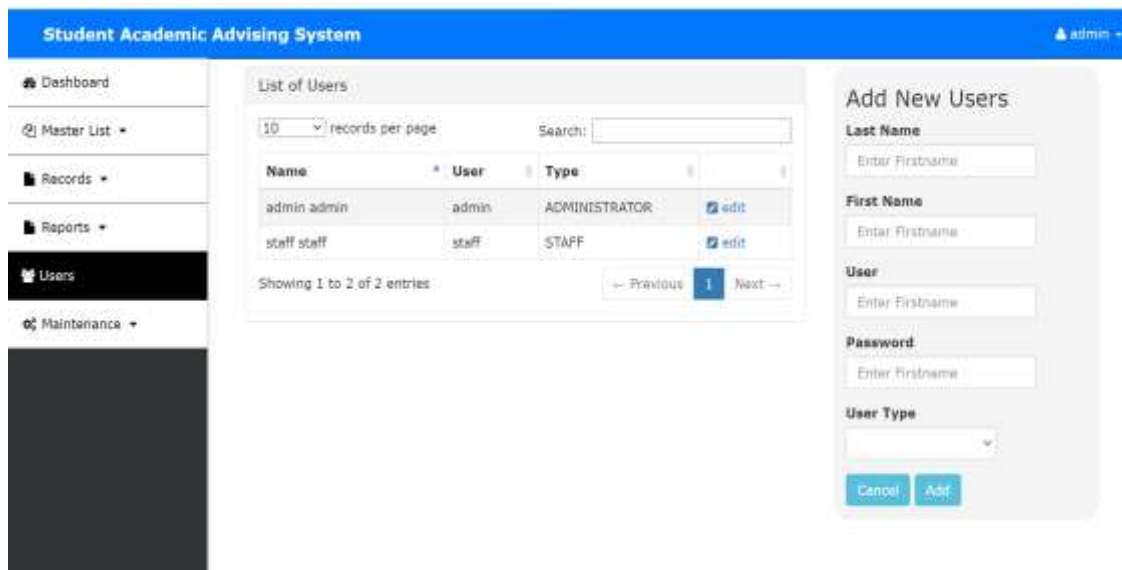 Student Academic Advising System
admin
Dashboard
Master List
Records
Reports
Users
Maintenance
List of Users
10 records per page Search:
Name User Type
admin admin admin ADMINISTRATOR edit
staff staff staff STAFF edit
Showing 1 to 2 of 2 entries
← Previous 1 Next →
Add New Users
Last Name
Enter Firstname
First Name
Enter Firstname
User
Enter Firstname
Password
Enter Firstname
User Type
Cancel Add